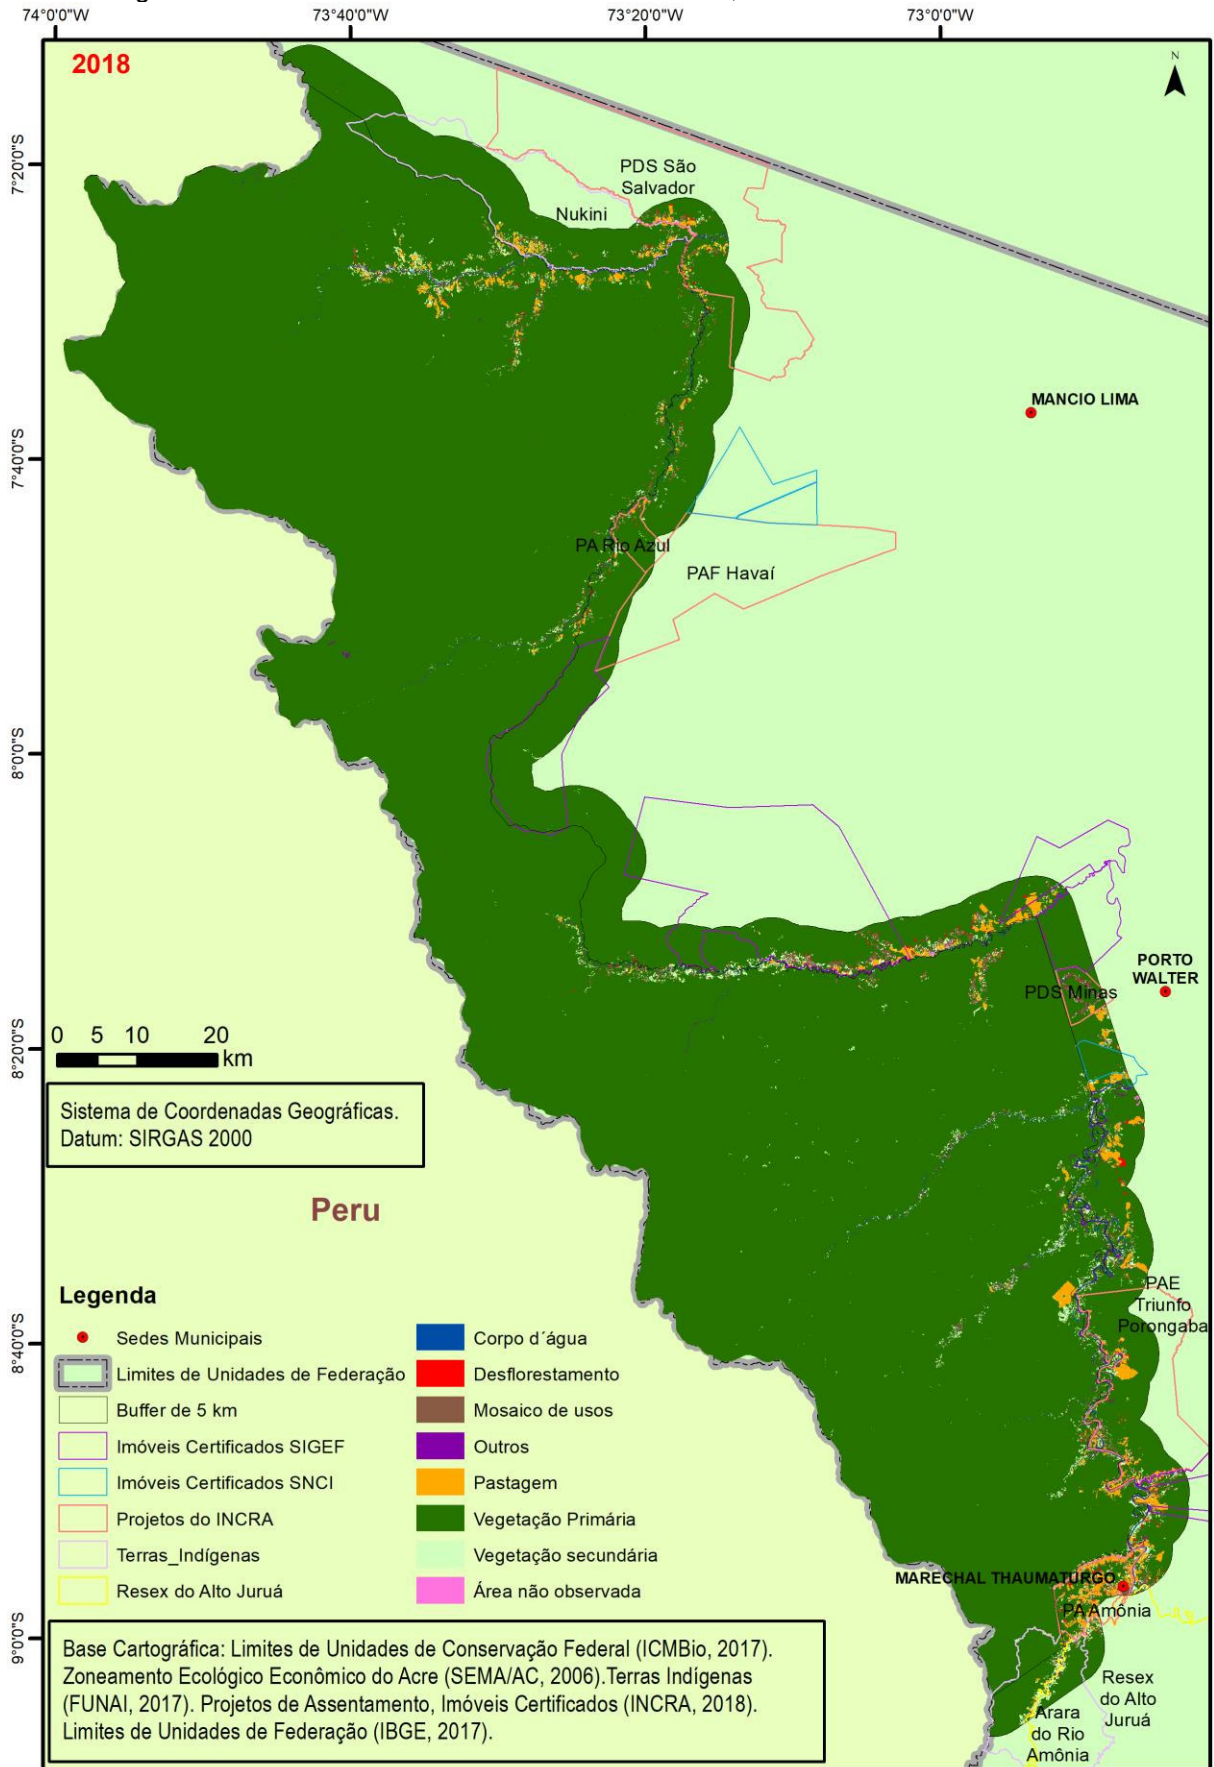 74°0'0"W
73°40'0"W
73°20'0"W
73°0'0"W
2018
N
7°20'0"S
7°40'0"S
8°0'0"S
8°20'0"S
8°40'0"S
9°0'0"S
PDS São
Salvador
Nukini
MANCIO LIMA
PA Rio Azul
PAF Havaí
PORTO
WALTER
PDS Minas
0 5 10 20
km
Sistema de Coordenadas Geográficas.
Datum: SIRGAS 2000
Peru
PAE
Triunfo
Porongaba
MARECHAL THAUMATURGO
PA Amônia
Resex
do Alto
Juruá
Arara
do Rio
Amônia
Legenda
Sedes Municipais
Limites de Unidades de Federação
Buffer de 5 km
Imóveis Certificados SIGEF
Imóveis Certificados SNCI
Projetos do INCRA
Terras_Indígenas
Resex do Alto Juruá
Corpo d´água
Desflorestamento
Mosaico de usos
Outros
Pastagem
Vegetação Primária
Vegetação secundária
Área não observada
Base Cartográfica: Limites de Unidades de Conservação Federal (ICMBio, 2017).
Zoneamento Ecológico Econômico do Acre (SEMA/AC, 2006).Terras Indígenas
(FUNAI, 2017). Projetos de Assentamento, Imóveis Certificados (INCRA, 2018).
Limites de Unidades de Federação (IBGE, 2017).